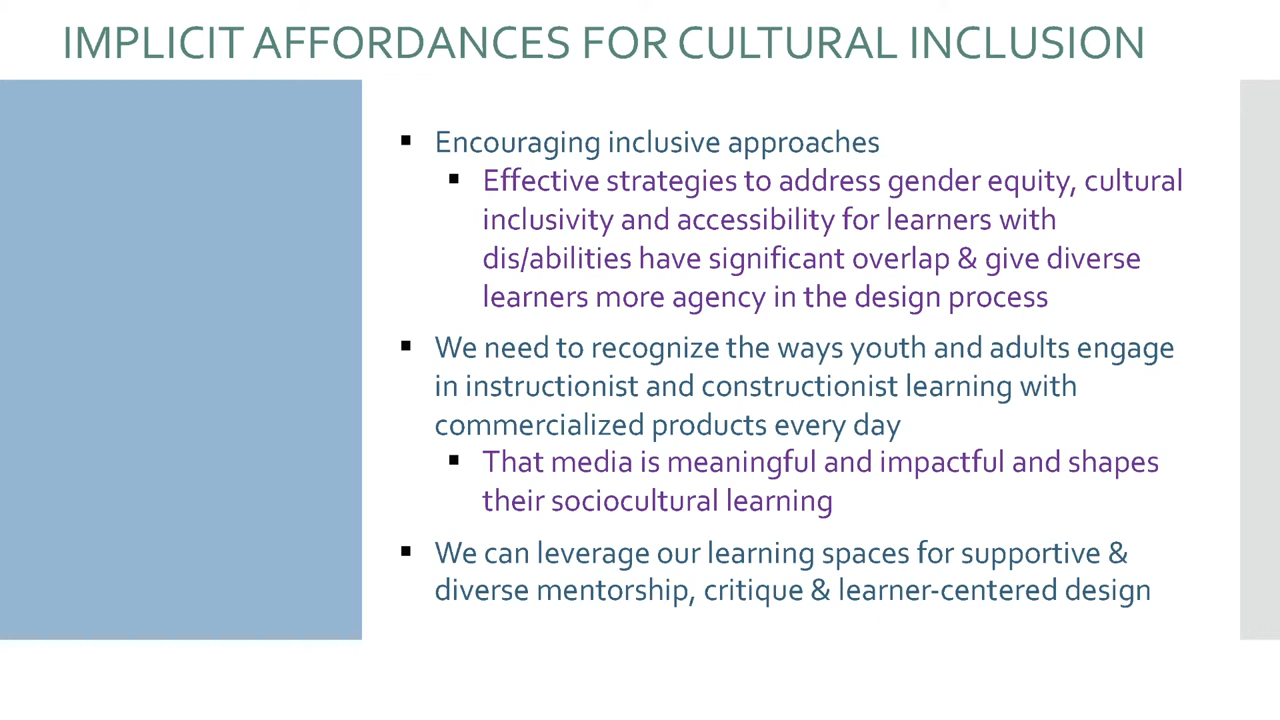 IMPLICIT AFFORDANCES FOR CULTURAL INCLUSION
▪ Encouraging inclusive approaches
▪ Effective strategies to address gender equity, cultural
inclusivity and accessibility for learners with
dis/abilities have significant overlap & give diverse
learners more agency in the design process
▪ We need to recognize the ways youth and adults engage
in instructionist and constructionist learning with
commercialized products every day
▪ That media is meaningful and impactful and shapes
their sociocultural learning
▪ We can leverage our learning spaces for supportive &
diverse mentorship, critique & learner-centered design